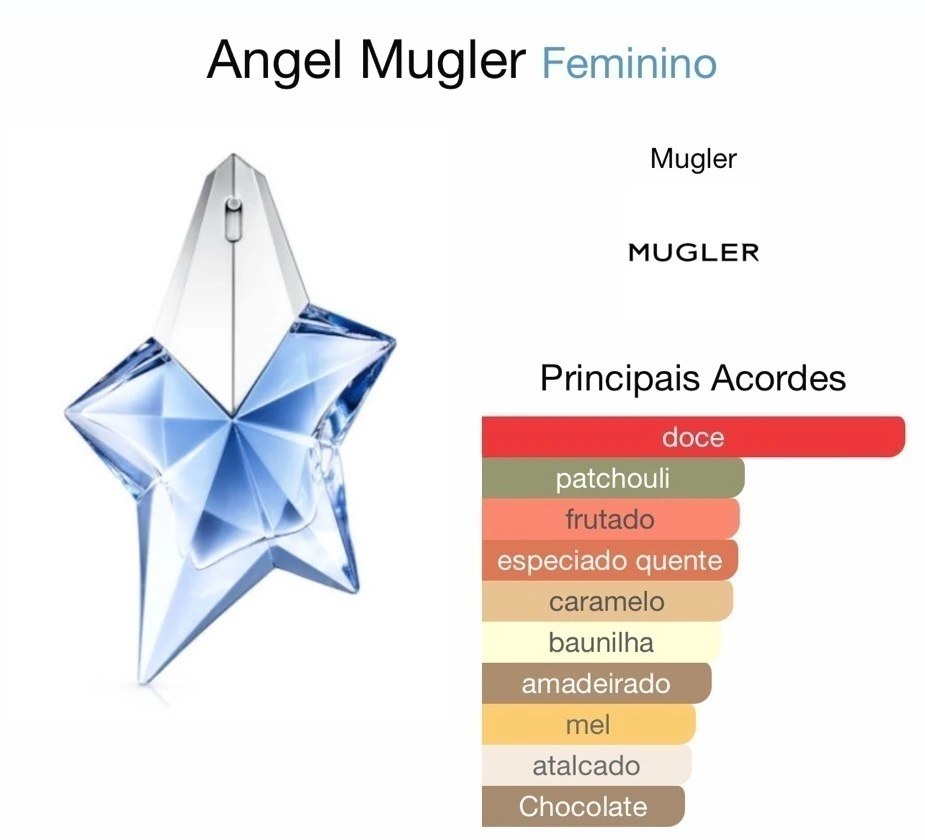 Angel Mugler Feminino
Mugler
MUGLER
Principais Acordes
doce
patchouli
frutado
especiado quente
caramelo
baunilha
amadeirado
mel
atalcado
Chocolate